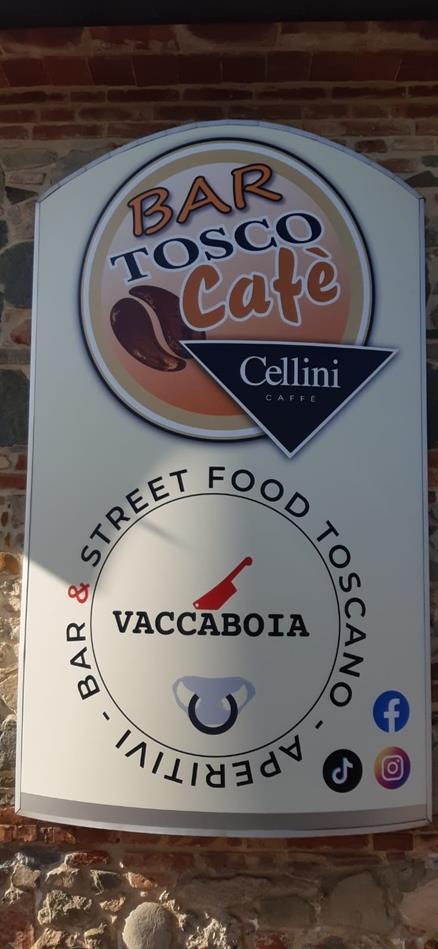 BAR
TOSCO
Cafè
Cellini
CAFFÈ
BAR & STREET FOOD TOSCANO - APERITIVI -
VACCABOIA